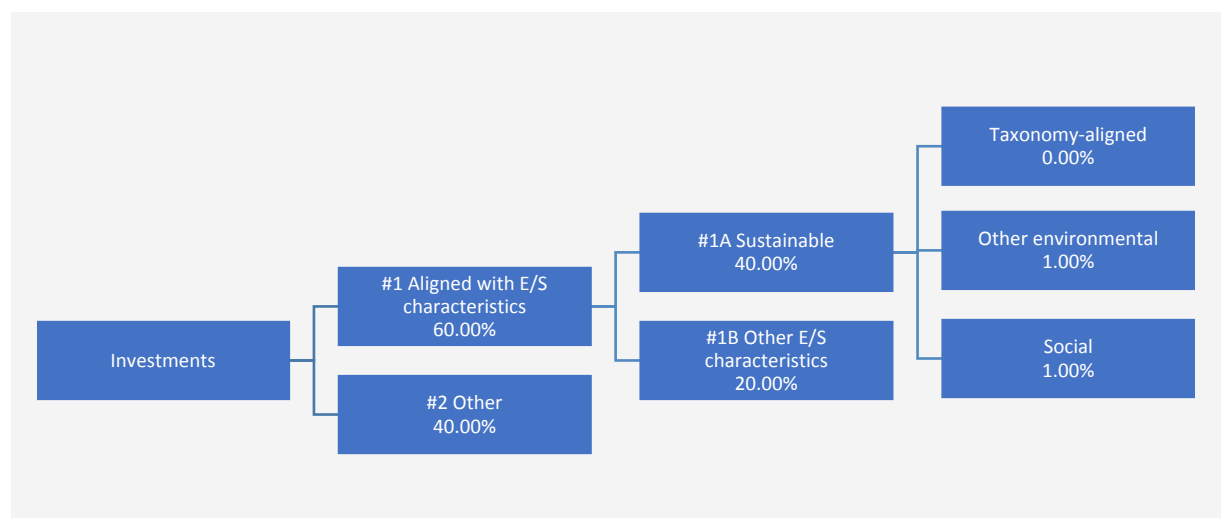 Investments
#1 Aligned with E/S
characteristics
60.00%
#2 Other
40.00%
#1A Sustainable
40.00%
#1B Other E/S
characteristics
20.00%
Taxonomy-aligned
0.00%
Other environmental
1.00%
Social
1.00%